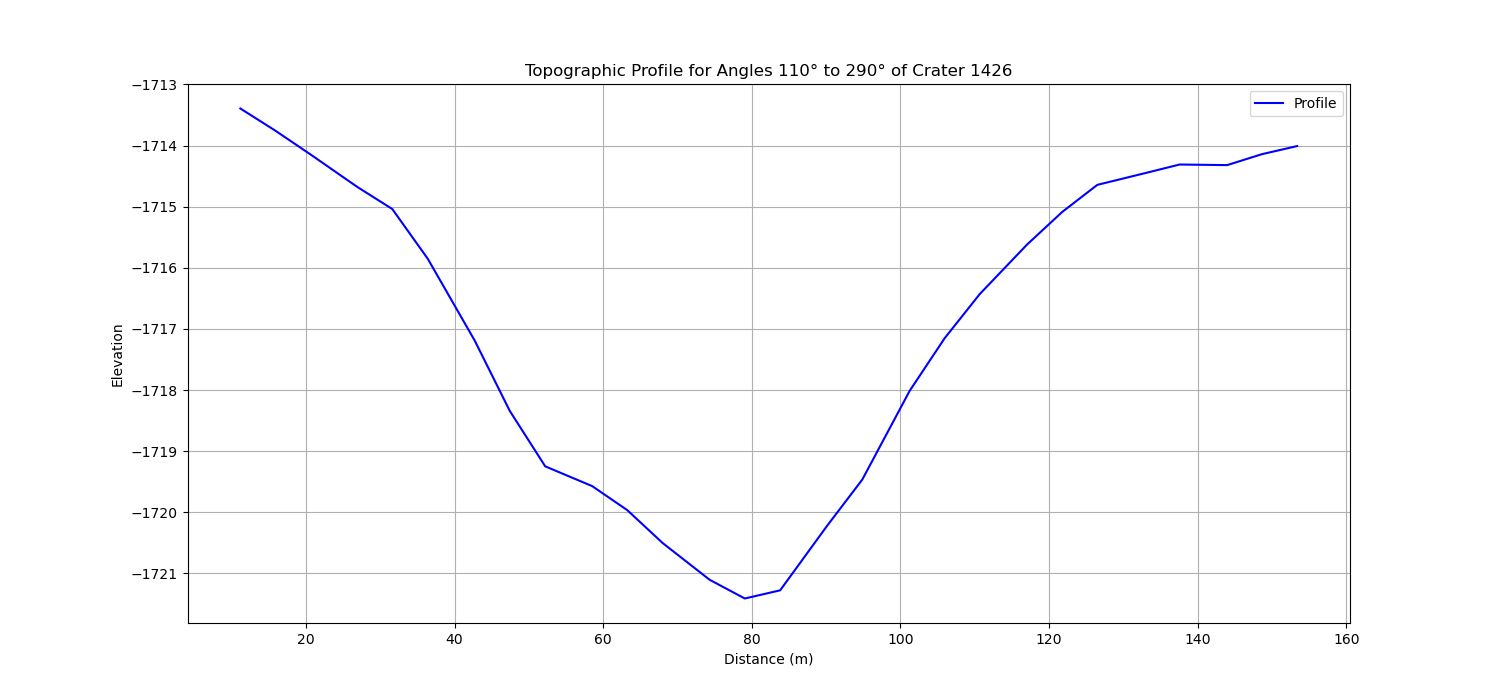 Topographic Profile for Angles 110° to 290° of Crater 1426
Profile
−1713
−1714
−1715
−1716
−1717
−1718
−1719
−1720
−1721
Elevation
20 40 60 80 100 120 140 160
Distance (m)